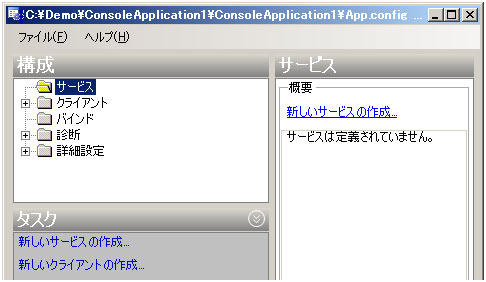 C:¥Demo¥ConsoleApplication1¥ConsoleApplication1¥App.config
ファイル(F) ヘルプ(H)
構成
サービス
クライアント
バインド
診断
詳細設定
タスク
新しいサービスの作成...
新しいクライアントの作成...
サービス
概要
新しいサービスの作成...
サービスは定義されていません。